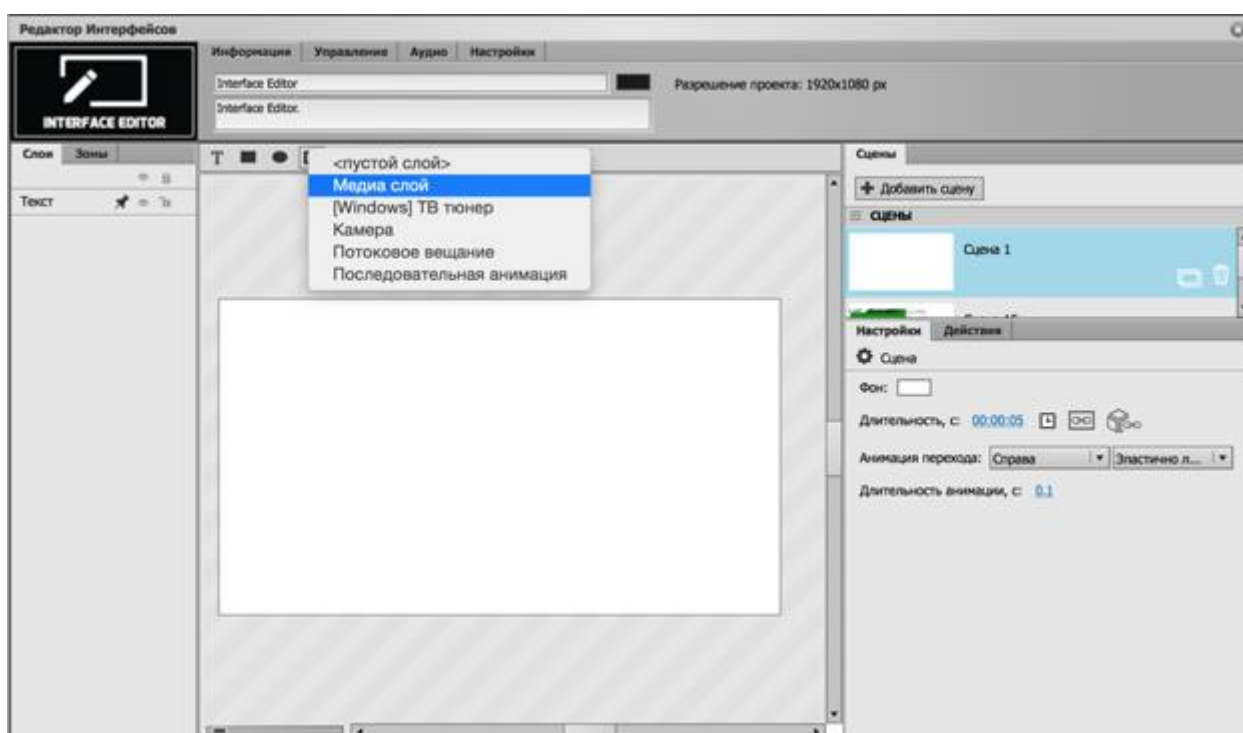 Редактор Интерфейсов
INTERFACE EDITOR
Информация Управление Аудио Настройки
Interface Editor
Разрешение проекта: 1920x1080 px
Interface Editor.
Слои Зоны
Текст
T
<пустой слой>
Медиа слой
[Windows] ТВ тюнер
Камера
Потоковое вещание
Последовательная анимация
Сцены
+ Добавить сцену
СЦЕНЫ
Сцена 1
Настройки Действия
Сцена
Фон:
Длительность, с: 00:00:05
Анимация перехода: Справа Эластично л...
Длительность анимации, с: 0.1